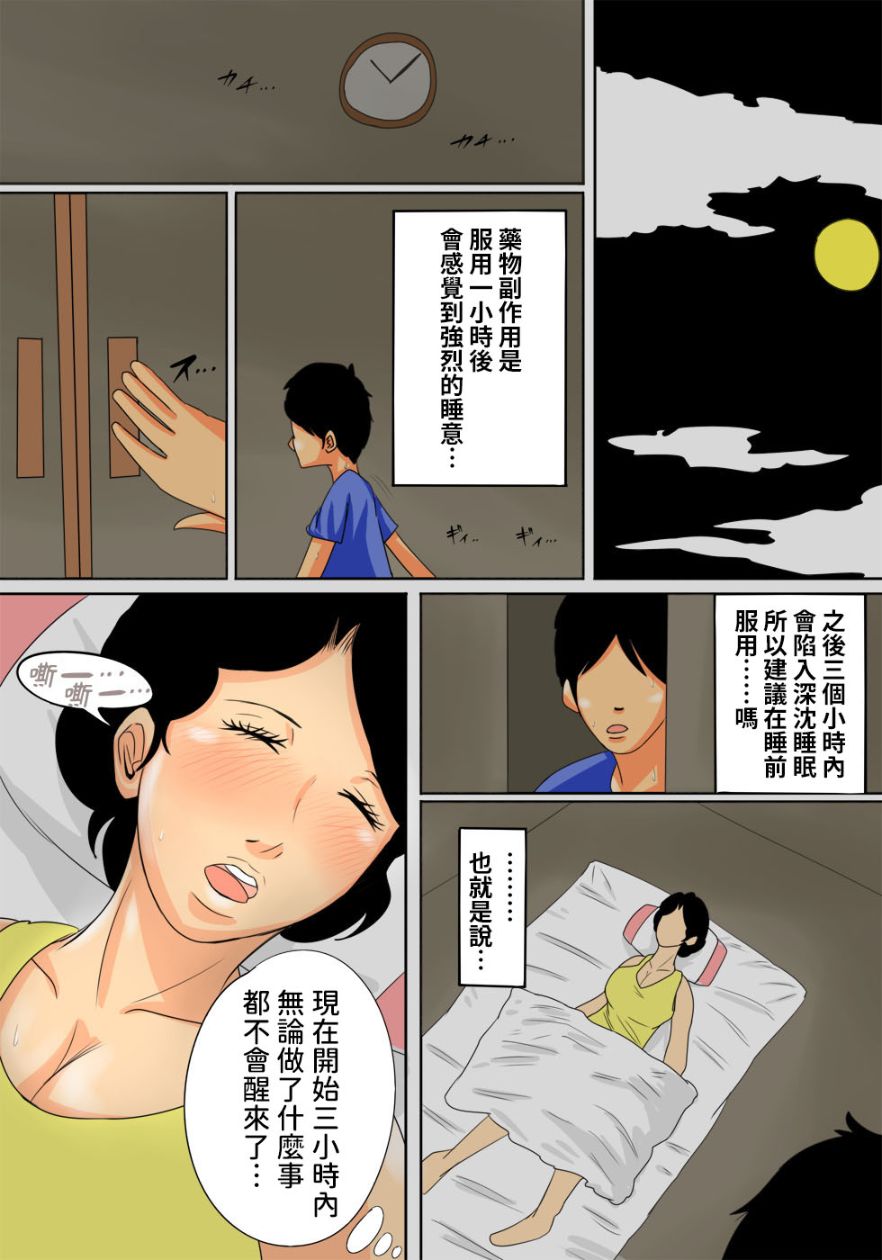 カチ…
カチ…
藥物副作用是
服用一小時後
會感覺到強烈的睡意…
ギィ..
ギィ…
ス…
之後三個小時內
會陷入深沈睡眠
所以建議在睡前
服用……嗎
嘶一…
嘶一…
………
也就是說…
現在開始三小時內
無論做了什麼事
都不會醒來了…